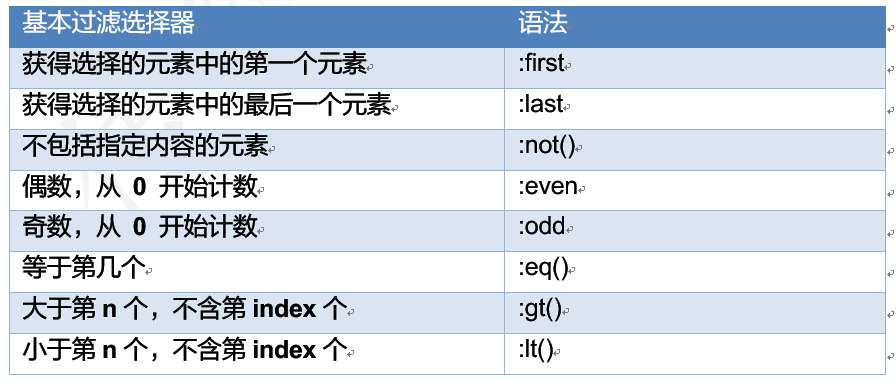 基本过滤选择器 语法
获得选择的元素中的第一个元素 :first
获得选择的元素中的最后一个元素 :last
不包括指定内容的元素 :not()
偶数，从 0 开始计数 :even
奇数，从 0 开始计数 :odd
等于第几个 :eq()
大于第 n 个，不含第 index 个 :gt()
小于第 n 个，不含第 index 个 :lt()